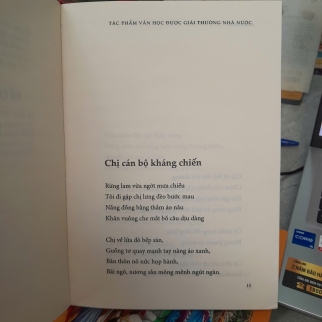 TÁC PHẨM VĂN HỌC ĐƯỢC GIẢI THƯỞNG NHÀ NƯỚC
Chị cán bộ kháng chiến
Rừng lam vừa ngớt mưa chiều
Tôi đi gặp chị lưng đèo bước mau
Nâng đồng bằng thắm áo nâu
Khăn vuông che mát bồ câu dịu dàng
Chị về lửa đỏ bếp sàn,
Guồng tơ quay mạnh tay nàng áo xanh,
Bản thôn nô nức họp hành,
Bãi ngô, nương sắn mông mênh ngút ngàn.
15